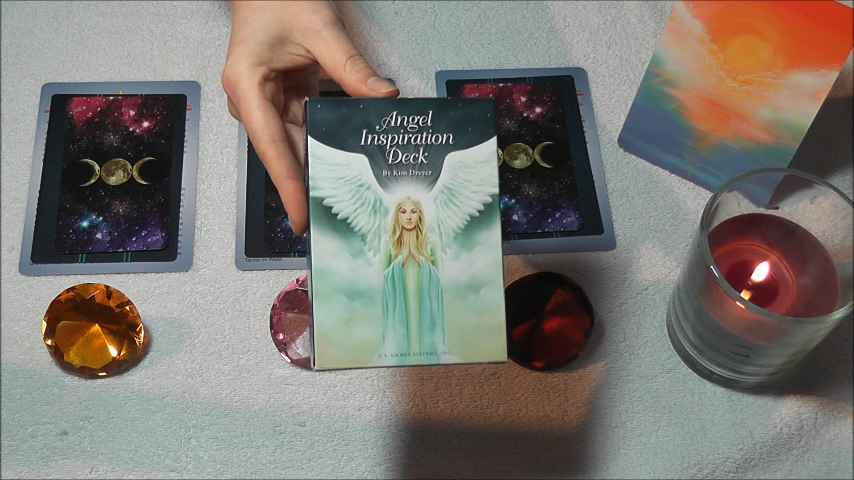 Angel
Inspiration
Deck
By Kim Dreyer
U.S. GAMES SYSTEMS, INC.